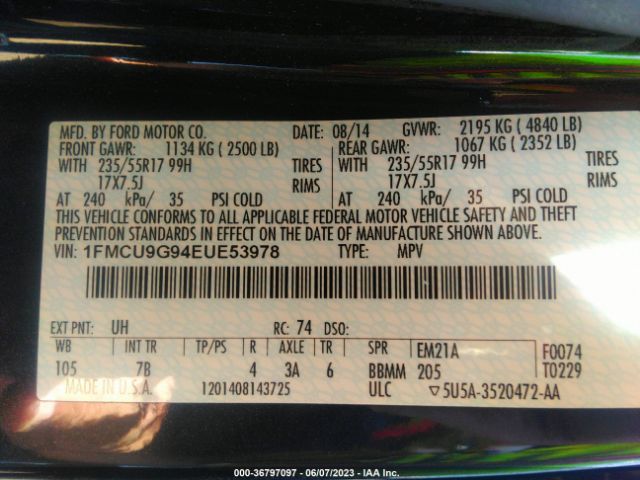 MFD. BY FORD MOTOR CO. DATE: 08/14 GVWR: 2195 KG ( 4840 LB)
FRONT GAWR: 1134 KG ( 2500 LB) REAR GAWR: 1067 KG ( 2352 LB)
WITH 235/55R17 99H TIRES WITH 235/55R17 99H TIRES
17X7.5J RIMS 17X7.5J RIMS
AT 240 kPa/ 35 PSI COLD AT 240 kPa/ 35 PSI COLD
THIS VEHICLE CONFORMS TO ALL APPLICABLE FEDERAL MOTOR VEHICLE SAFETY AND THEFT
PREVENTION STANDARDS IN EFFECT ON THE DATE OF MANUFACTURE SHOWN ABOVE.
VIN: 1FMCU9G94EUE53978 TYPE: MPV
EXT PNT: UH RC: 74 DSO:
WB INT TR TP/PS R AXLE TR SPR EM21A F0074
105 7B 4 3A 6 BBMM 205 T0229
MADE IN U.S.A. 1201408143725 ULC ▽5U5A-3520472-AA
000-36797097 - 06/07/2023 - IAA Inc.